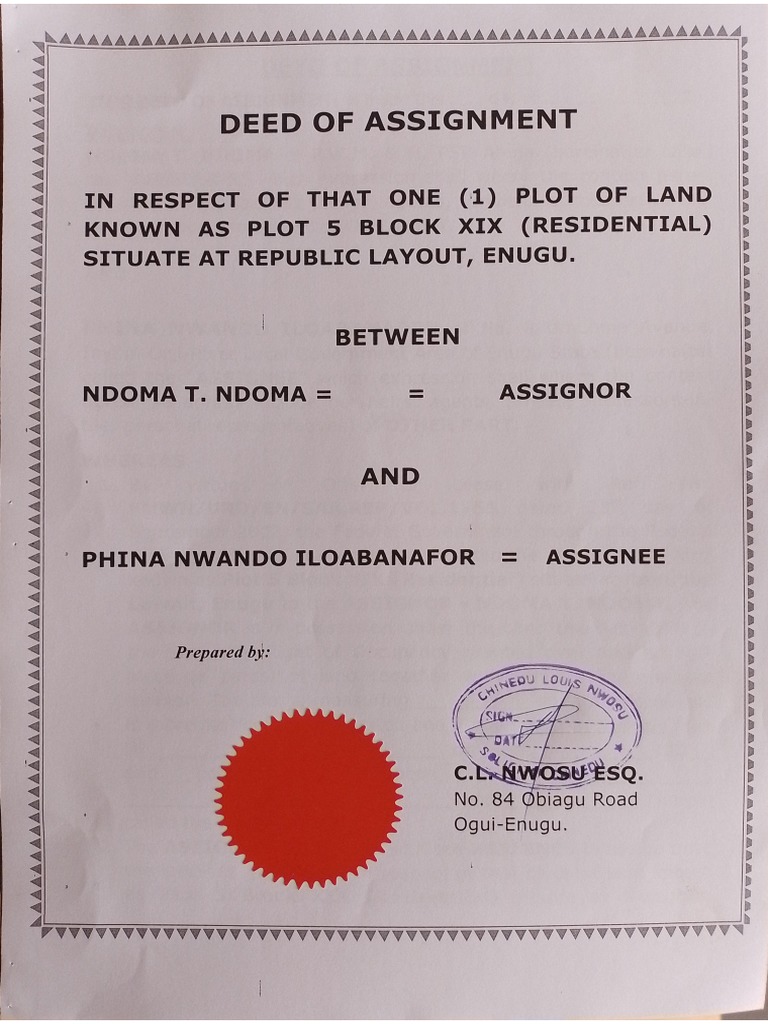 DEED OF ASSIGNMENT
IN RESPECT OF THAT ONE (1) PLOT OF LAND
KNOWN AS PLOT 5 BLOCK XIX (RESIDENTIAL)
SITUATE AT REPUBLIC LAYOUT, ENUGU.
BETWEEN
NDOMA T. NDOMA = = ASSIGNOR
AND
PHINA NWANDO ILOABANAFOR = ASSIGNEE
Prepared by:
CHINEDU LOUIS NWOSU
SIGN
DATE
C.L. NWOSU ESQ.
No. 84 Obiagu Road
Ogui-Enugu.